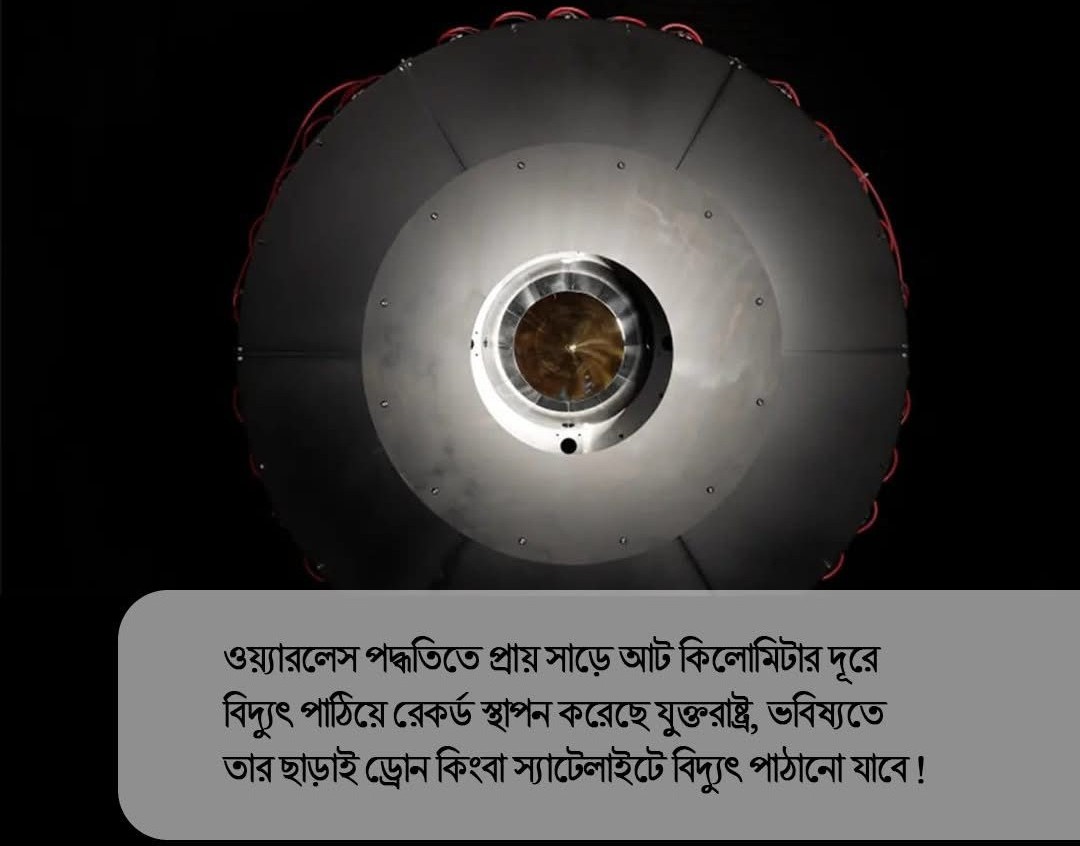 ওয়্যারলেস পদ্ধতিতে প্রায় সাড়ে আট কিলোমিটার দূরে
বিদ্যুৎ পাঠিয়ে রেকর্ড স্থাপন করেছে যুক্তরাষ্ট্র, ভবিষ্যতে
তার ছাড়াই ড্রোন কিংবা স্যাটেলাইটে বিদ্যুৎ পাঠানো যাবে !